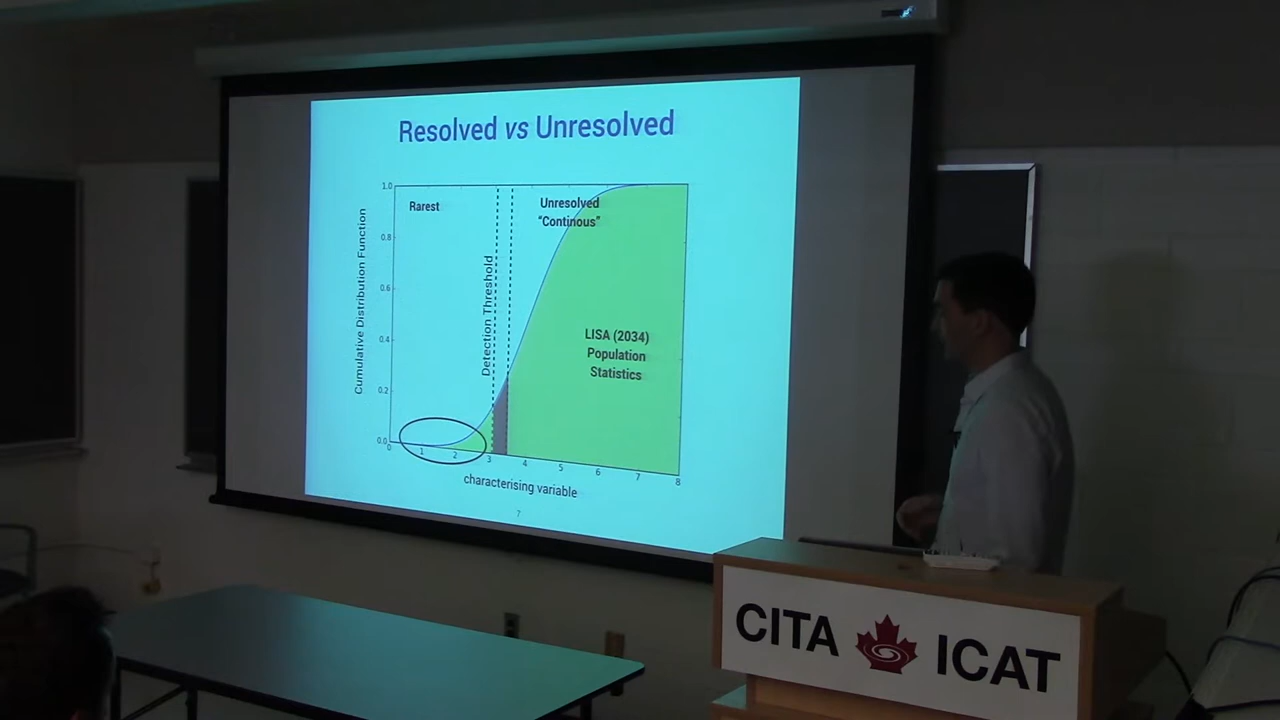 Resolved vs Unresolved
Cumulative Distribution Function
1.0
0.8
0.6
0.4
0.2
0.0
Rarest
Detection Threshold
Unresolved
“Continous”
LISA (2034)
Population
Statistics
0 1 2 3 4 5 6 7 8
characterising variable
7
CITA ICAT